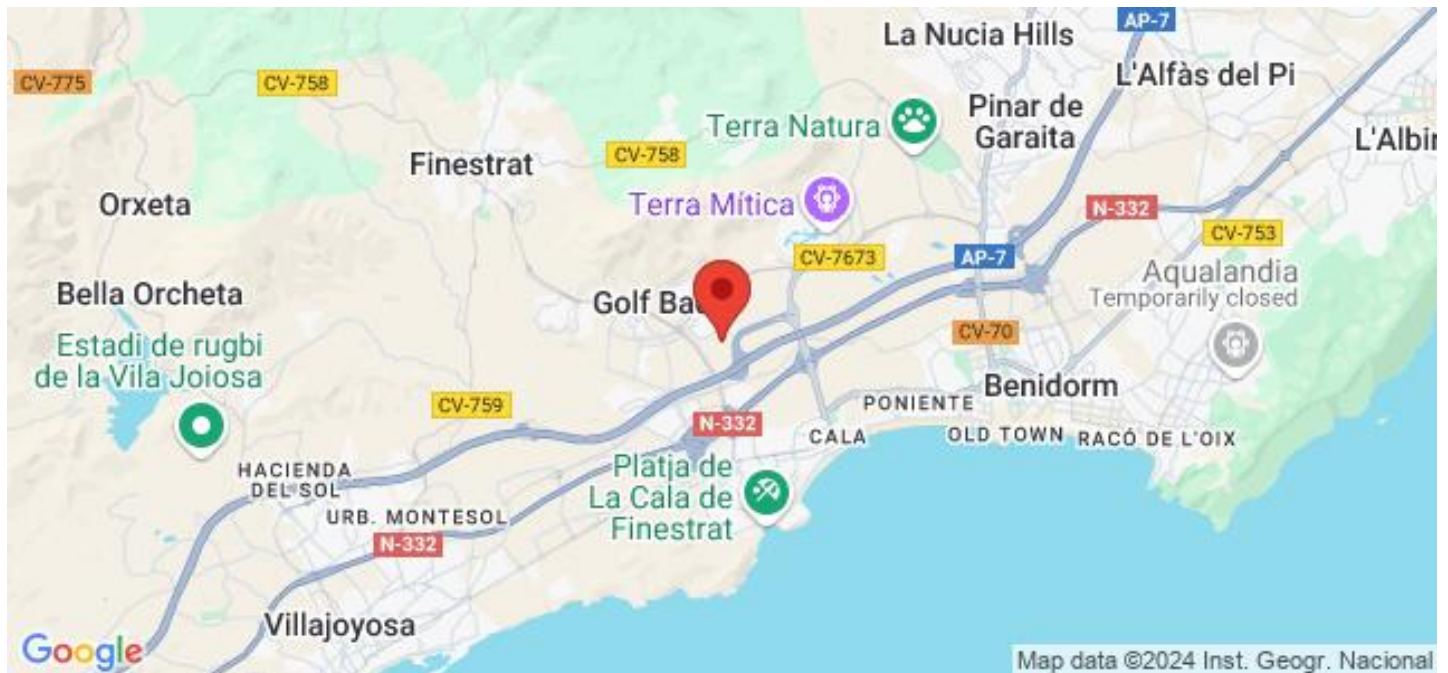 AP-7
La Nucia Hills
L'Alfàs del Pi
CV-775
CV-758
Pinar de
Garaita
Terra Natura
L'Albir
Finestrat
CV-758
Orxeta
Terra Mítica
N-332
CV-753
CV-7673
AP-7
Aqualandia
Temporarily closed
Bella Orcheta
Golf Ba
CV-70
Estadi de rugbi
de la Vila Joiosa
Benidorm
CV-759
PONIENTE
N-332
CALA
OLD TOWN
RACÓ DE L'OIX
HACIENDA
DEL SOL
Platja de
La Cala de
Finestrat
URB. MONTESOL
N-332
Villajoyosa
Google
Map data ©2024 Inst. Geogr. Nacional